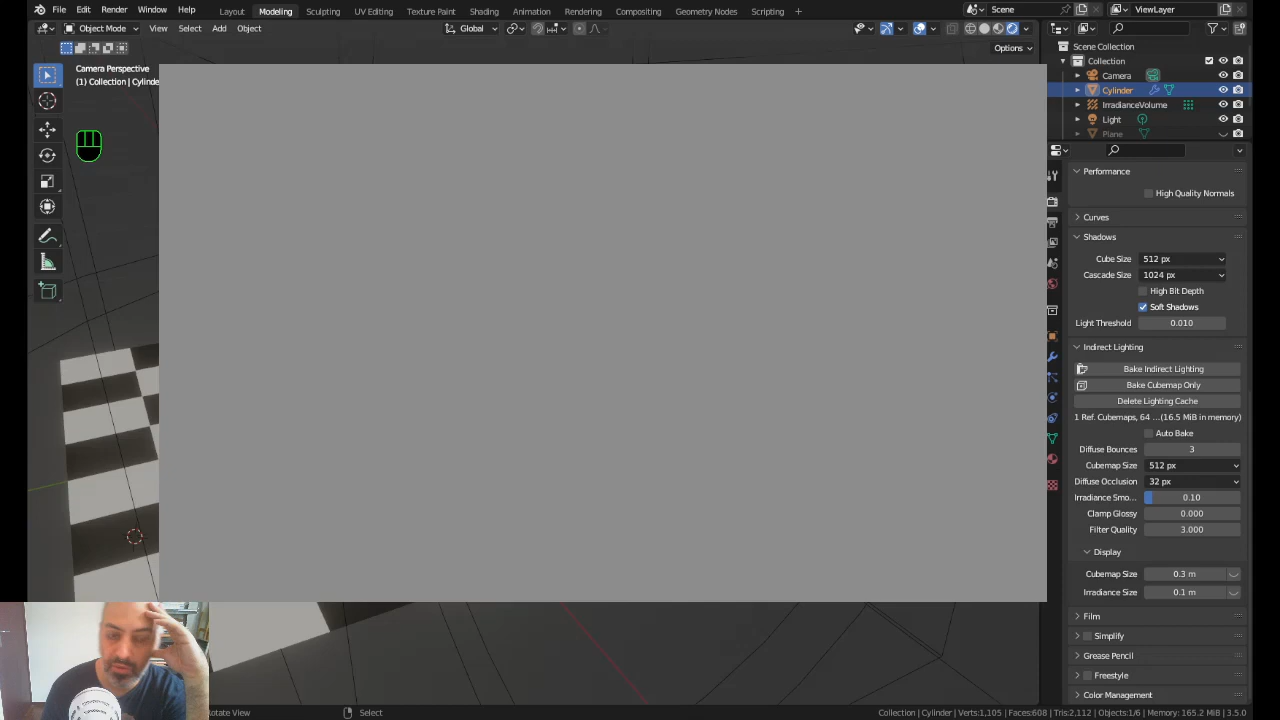 File Edit Render Window Help Layout Modeling Sculpting UV Editing Texture Paint Shading Animation Rendering Compositing Geometry Nodes Scripting + Scene ViewLayer
Object Mode View Select Add Object Global
Options
Camera Perspective
(1) Collection | Cylinde
Scene Collection
Collection
Camera
Cylinder
IrradianceVolume
Light
Plane
Performance
High Quality Normals
Curves
Shadows
Cube Size 512 px
Cascade Size 1024 px
High Bit Depth
Soft Shadows
Light Threshold 0.010
Indirect Lighting
Bake Indirect Lighting
Bake Cubemap Only
Delete Lighting Cache
1 Ref. Cubemaps, 64 ...(16.5 MiB in memory)
Auto Bake
Diffuse Bounces 3
Cubemap Size 512 px
Diffuse Occlusion 32 px
Irradiance Smo... 0.10
Clamp Glossy 0.000
Filter Quality 3.000
Display
Cubemap Size 0.3 m
Irradiance Size 0.1 m
Film
Simplify
Grease Pencil
Freestyle
Color Management
Rotate View Select Collection | Cylinder | Verts:1,105 | Faces:608 | Tris:2,112 | Objects:1/6 | Memory: 165.2 MiB | 3.5.0